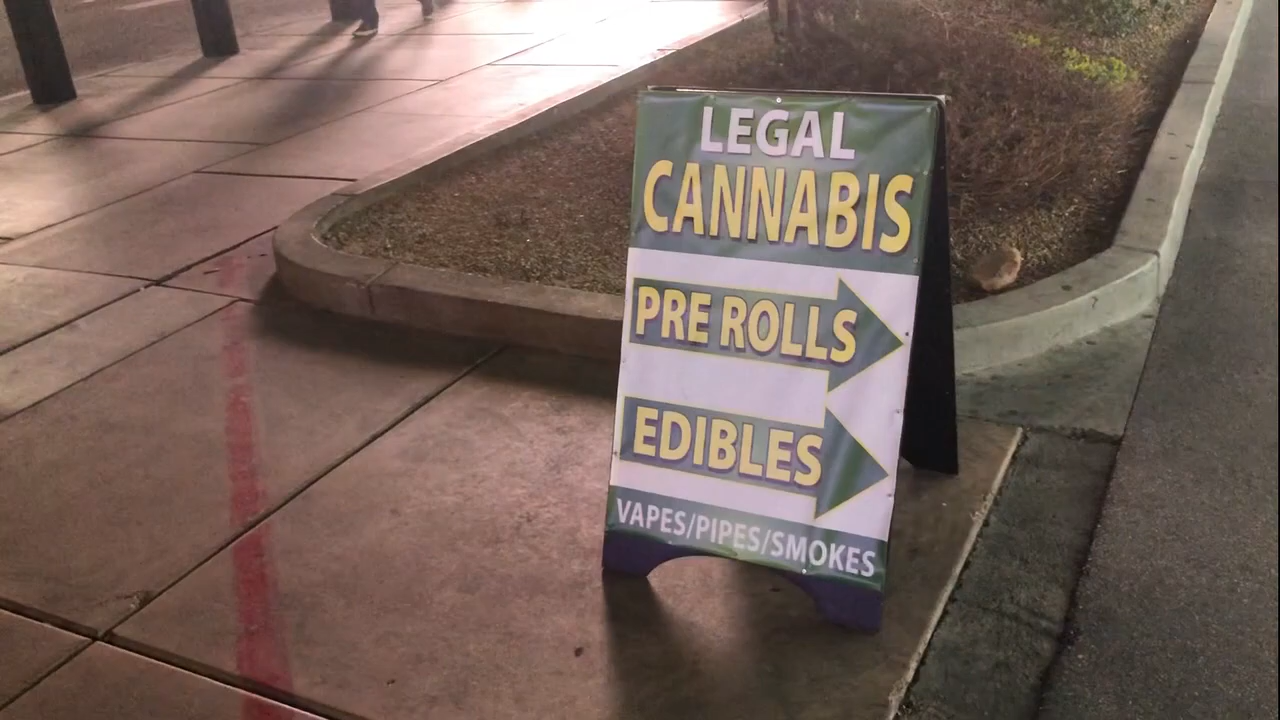 LEGAL
CANNABIS
PRE ROLLS
EDIBLES
VAPES/PIPES/SMOKES